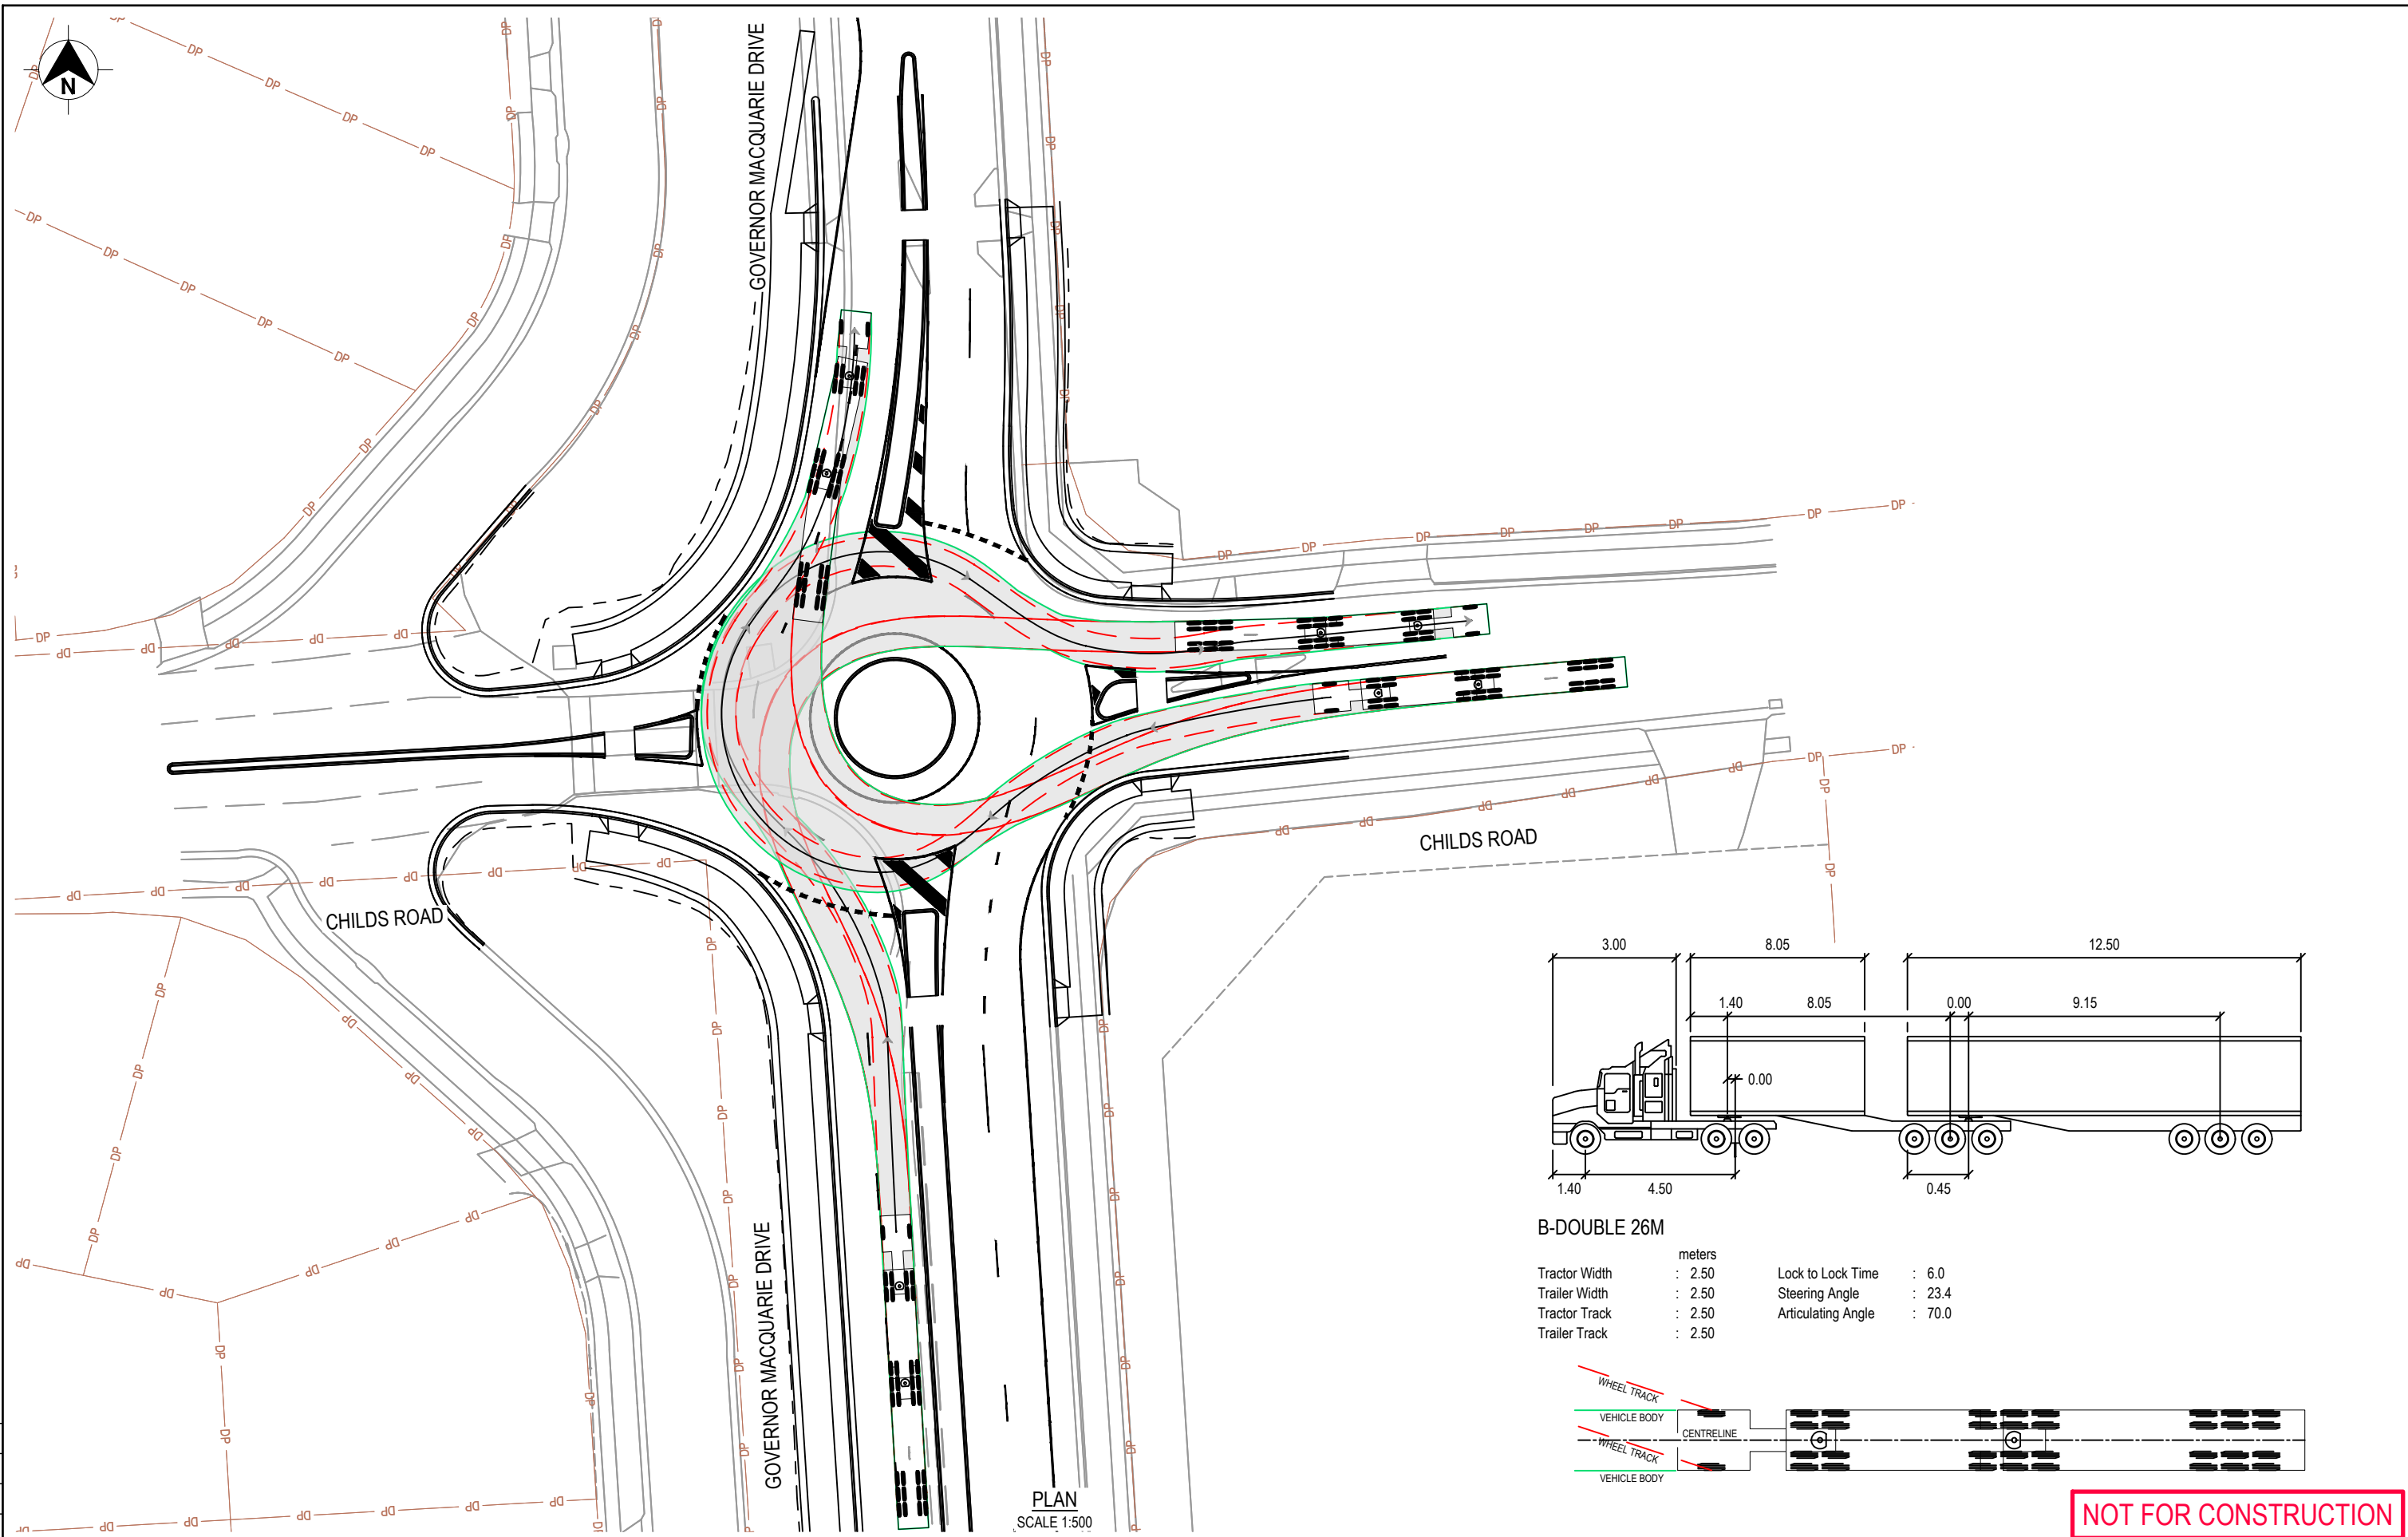 N
GOVERNOR MACQUARIE DRIVE
CHILDS ROAD
CHILDS ROAD
GOVERNOR MACQUARIE DRIVE
PLAN
SCALE 1:500
3.00 8.05 12.50
1.40 8.05 0.00 9.15
0.00
1.40 4.50 0.45
B-DOUBLE 26M
meters
Tractor Width : 2.50 Lock to Lock Time : 6.0
Trailer Width : 2.50 Steering Angle : 23.4
Tractor Track : 2.50 Articulating Angle : 70.0
Trailer Track : 2.50
WHEEL TRACK
VEHICLE BODY
CENTRELINE
WHEEL TRACK
VEHICLE BODY
NOT FOR CONSTRUCTION
DP